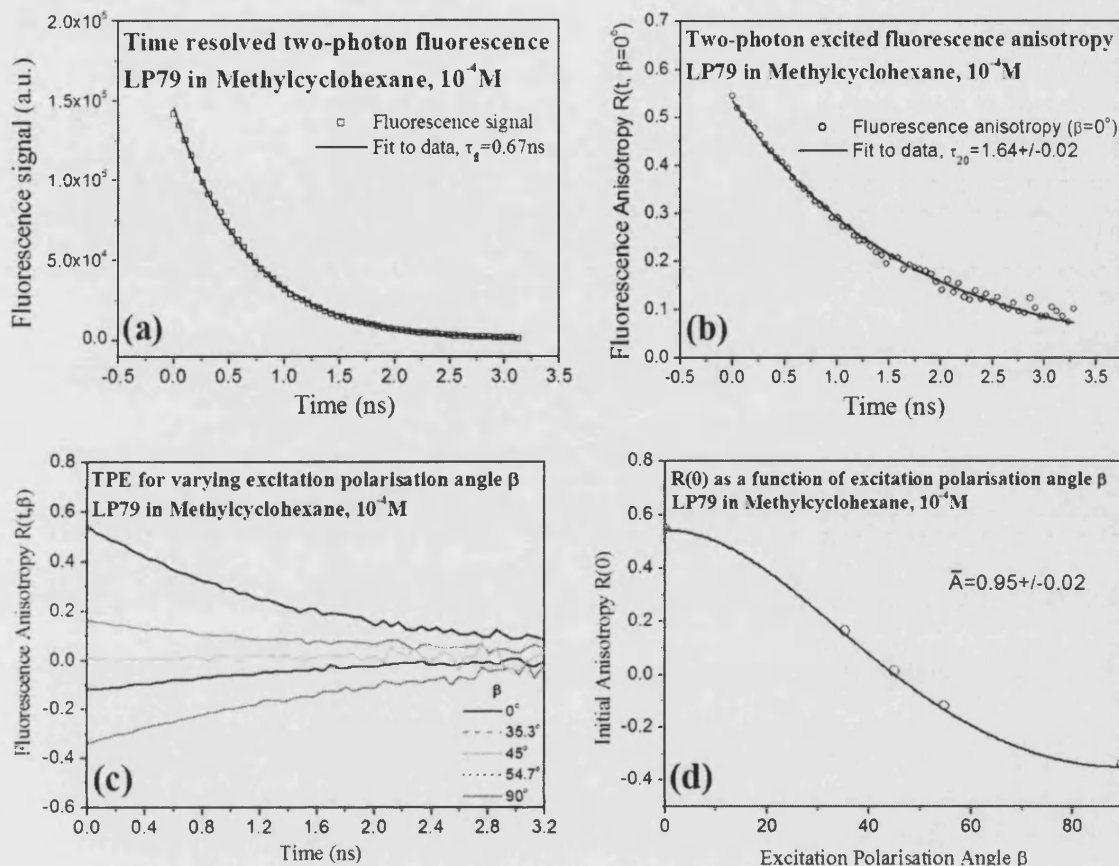 2.0x10⁵
1.5x10⁵
1.0x10⁵
5.0x10⁴
0.0
Fluorescence signal (a.u.)
Time resolved two-photon fluorescence
LP79 in Methylcyclohexane, 10⁻⁴M
Fluorescence signal
Fit to data, τfl=0.67ns
(a)
-0.5 0.0 0.5 1.0 1.5 2.0 2.5 3.0 3.5
Time (ns)
0.7
0.6
0.5
0.4
0.3
0.2
0.1
0.0
Fluorescence Anisotropy R(t, β=0°)
Two-photon excited fluorescence anisotropy
LP79 in Methylcyclohexane, 10⁻⁴M
Fluorescence anisotropy (β=0°)
Fit to data, τ₂₀=1.64+/-0.02
(b)
-0.5 0.0 0.5 1.0 1.5 2.0 2.5 3.0 3.5
Time (ns)
0.8
0.6
0.4
0.2
0.0
-0.2
-0.4
-0.6
Fluorescence Anisotropy R(t,β)
TPE for varying excitation polarisation angle β
LP79 in Methylcyclohexane, 10⁻⁴M
β
0°
35.3°
45°
54.7°
90°
(c)
0.0 0.4 0.8 1.2 1.6 2.0 2.4 2.8 3.2
Time (ns)
0.8
0.4
0.0
-0.4
Initial Anisotropy R(0)
R(0) as a function of excitation polarisation angle β
LP79 in Methylcyclohexane, 10⁻⁴M
A̅=0.95+/-0.02
(d)
0 20 40 60 80
Excitation Polarisation Angle β